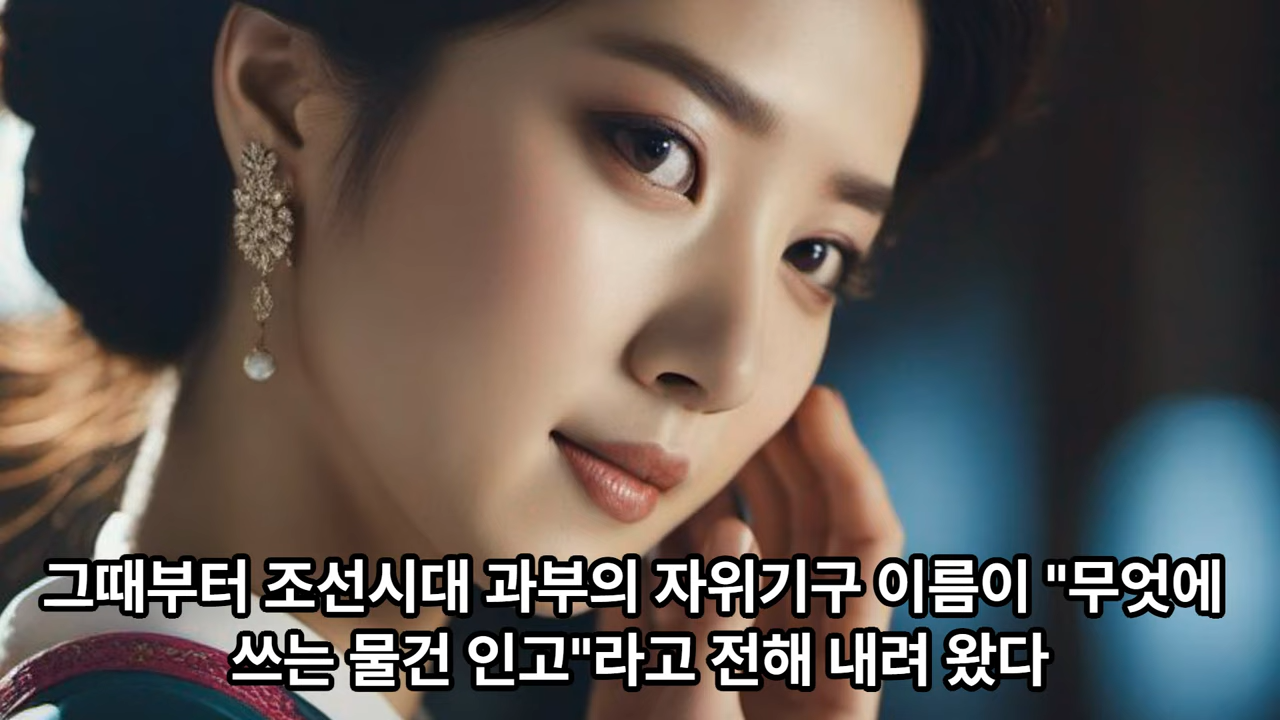 그때부터 조선시대 과부의 자위기구 이름이 "무엇에
쓰는 물건 인고"라고 전해 내려 왔다